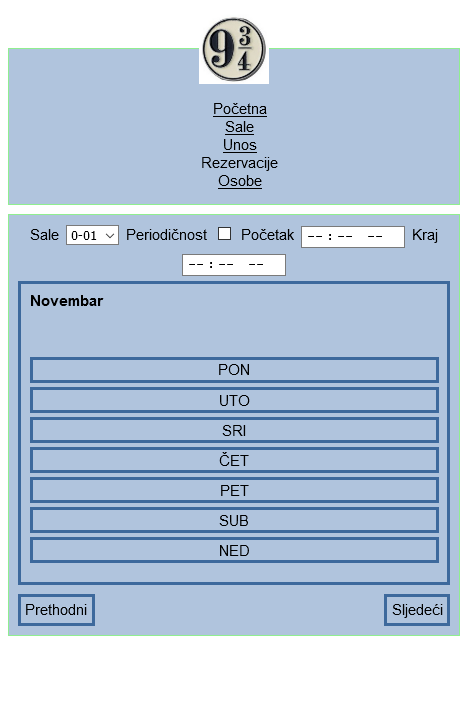 9 3/4
Početna
Sale
Unos
Rezervacije
Osobe
Sale 0-01 Periodičnost Početak -- : -- -- Kraj
-- : -- --
Novembar
PON
UTO
SRI
ČET
PET
SUB
NED
Prethodni Sljedeći